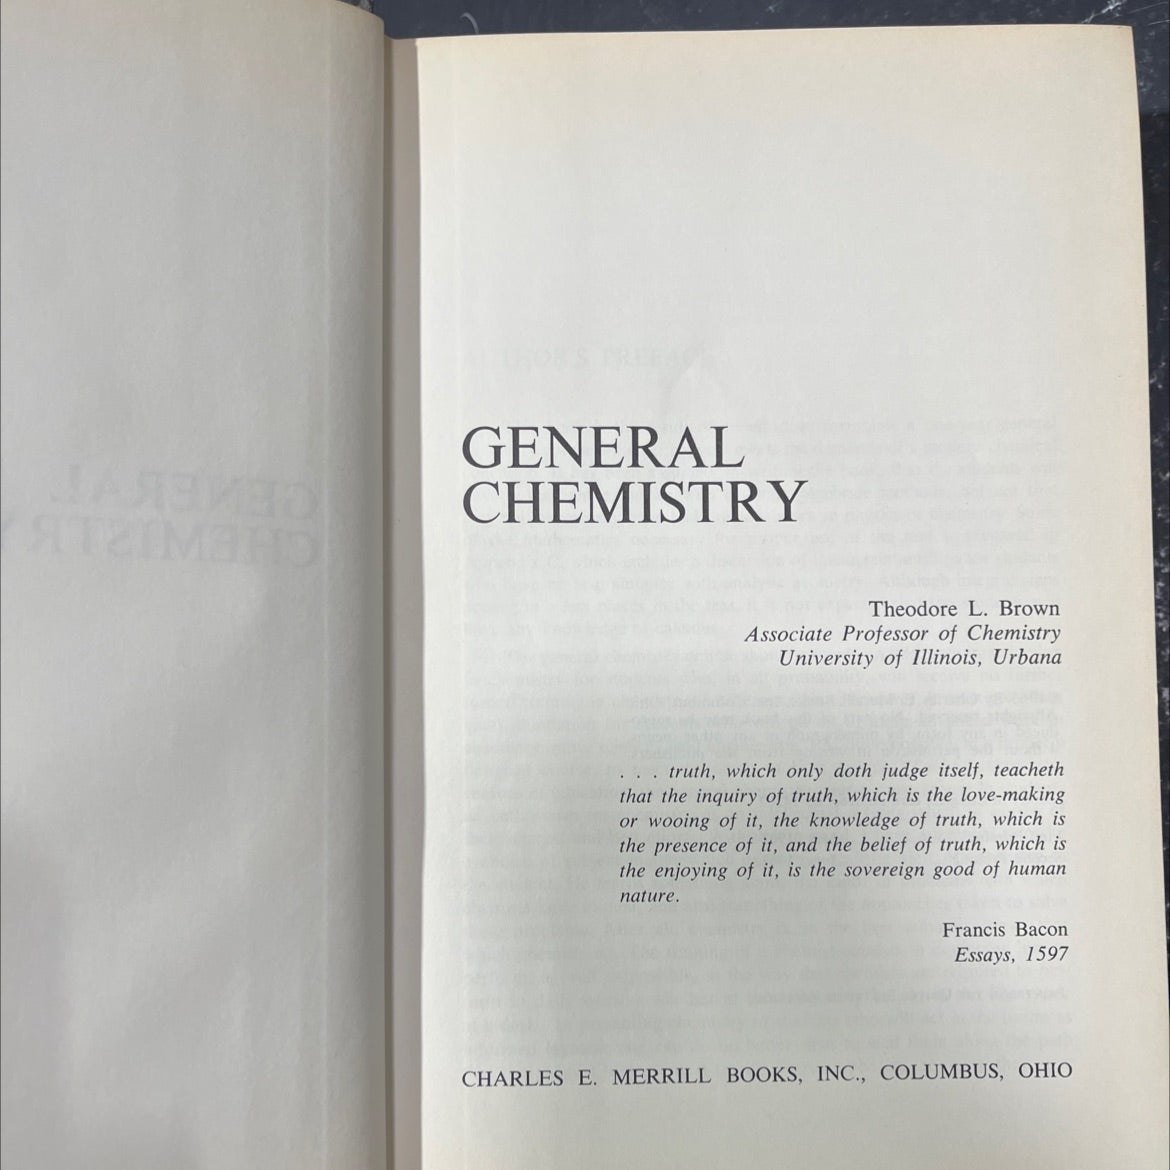 GENERAL
CHEMISTRY
Theodore L. Brown
Associate Professor of Chemistry
University of Illinois, Urbana
. . . truth, which only doth judge itself, teacheth
that the inquiry of truth, which is the love-making
or wooing of it, the knowledge of truth, which is
the presence of it, and the belief of truth, which is
the enjoying of it, is the sovereign good of human
nature.
Francis Bacon
Essays, 1597
CHARLES E. MERRILL BOOKS, INC., COLUMBUS, OHIO